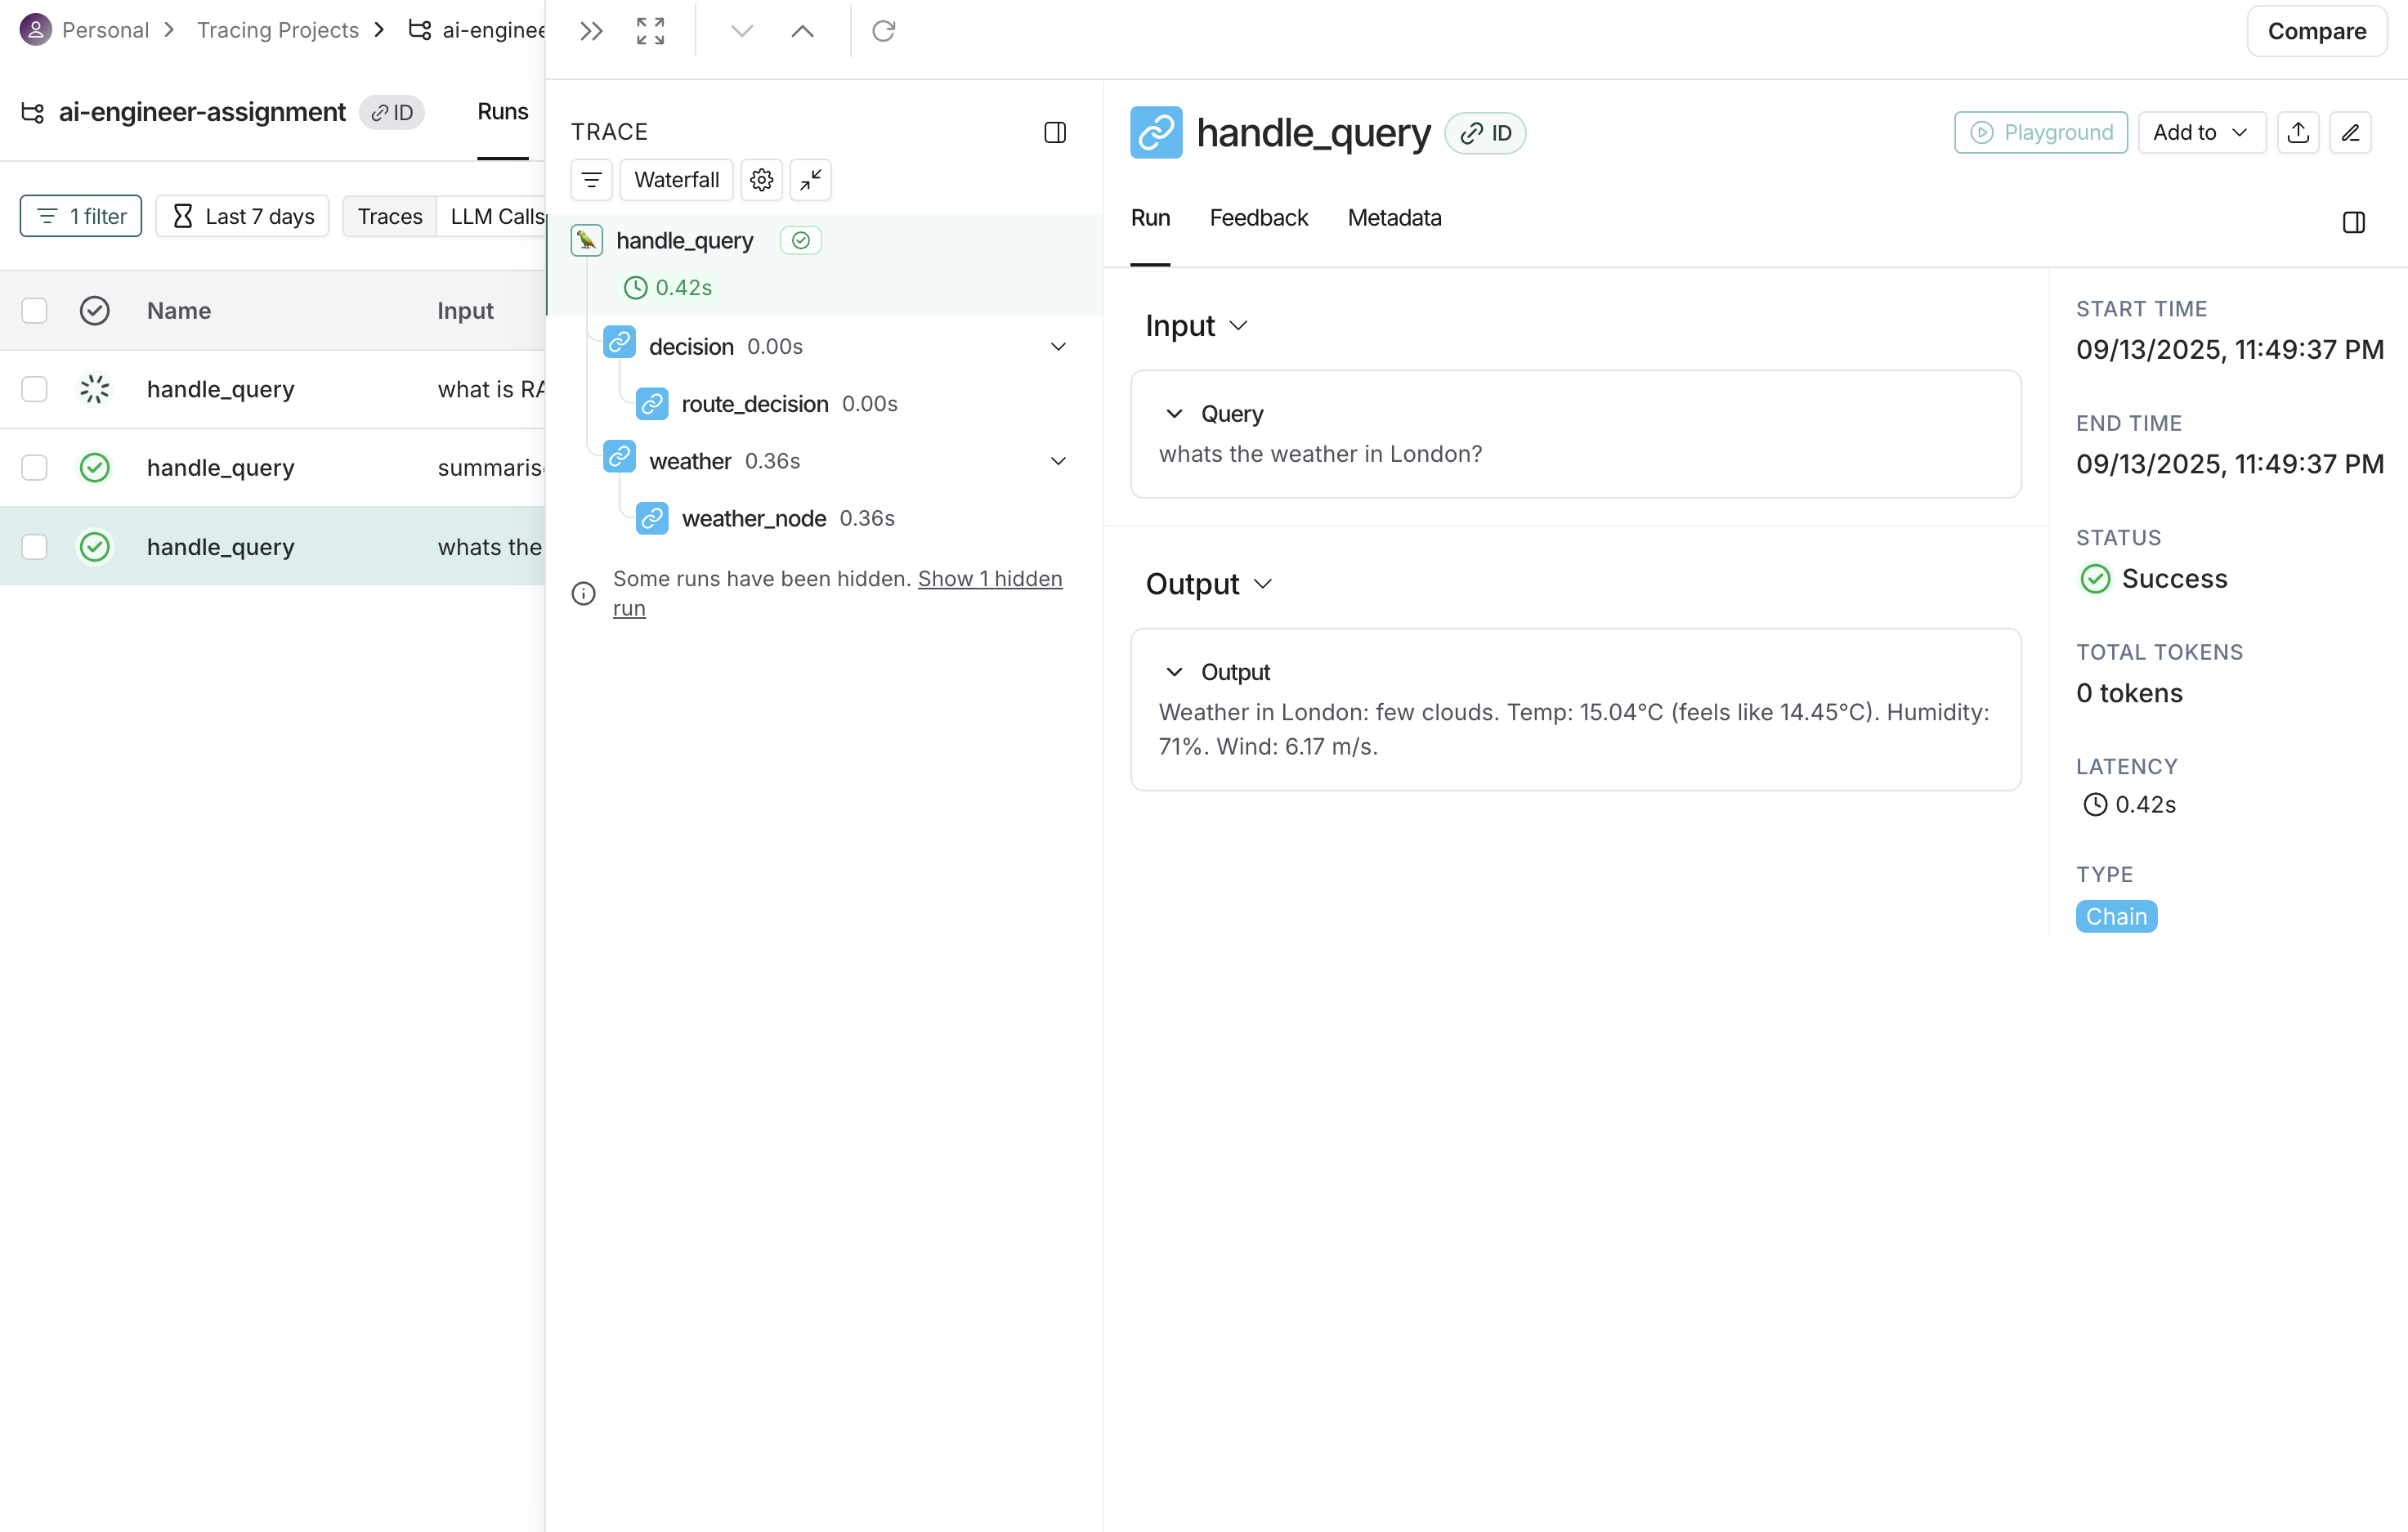 Personal > Tracing Projects > ai-enginee
Compare
ai-engineer-assignment ID Runs
1 filter Last 7 days Traces LLM Calls
Name Input
handle_query what is RA
handle_query summaris
handle_query whats the
TRACE
Waterfall
handle_query
0.42s
decision 0.00s
route_decision 0.00s
weather 0.36s
weather_node 0.36s
Some runs have been hidden. Show 1 hidden
run
handle_query ID
Playground Add to
Run Feedback Metadata
Input
Query
whats the weather in London?
Output
Output
Weather in London: few clouds. Temp: 15.04°C (feels like 14.45°C). Humidity:
71%. Wind: 6.17 m/s.
START TIME
09/13/2025, 11:49:37 PM
END TIME
09/13/2025, 11:49:37 PM
STATUS
Success
TOTAL TOKENS
0 tokens
LATENCY
0.42s
TYPE
Chain